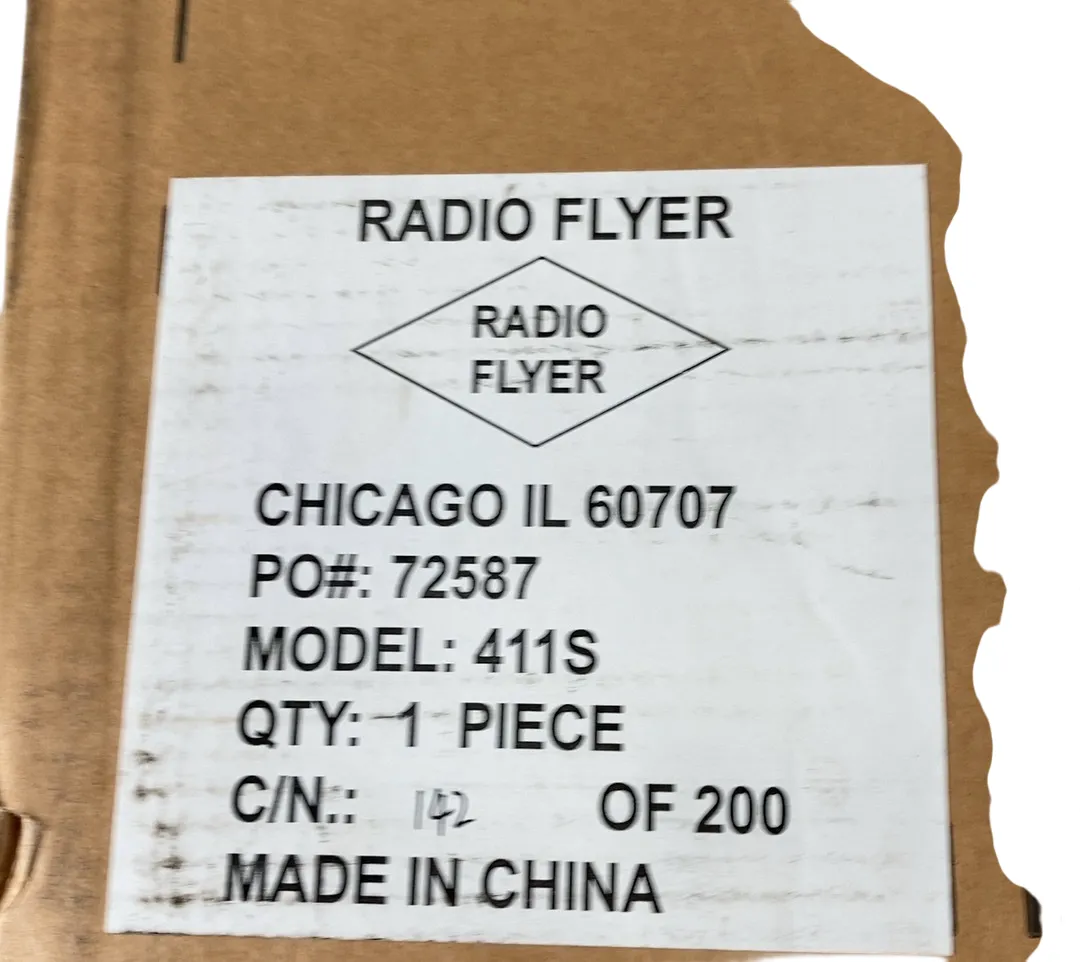 RADIO FLYER
RADIO
FLYER
CHICAGO IL 60707
PO#: 72587
MODEL: 411S
QTY: 1 PIECE
C/N.: 142 OF 200
MADE IN CHINA